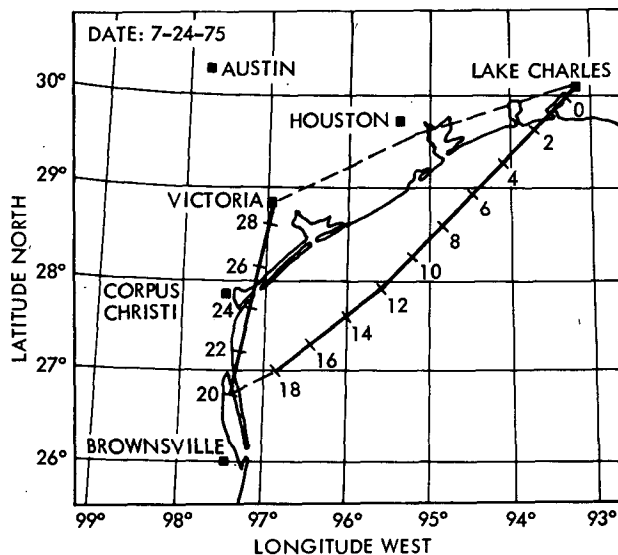 DATE: 7-24-75
AUSTIN
LAKE CHARLES
30°
HOUSTON
0
2
4
29°
VICTORIA
6
28
8
26
10
28°
CORPUS
CHRISTI
24
12
14
22
16
27°
20
18
BROWNSVILLE
26°
99° 98° 97° 96° 95° 94° 93°
LONGITUDE WEST
LATITUDE NORTH